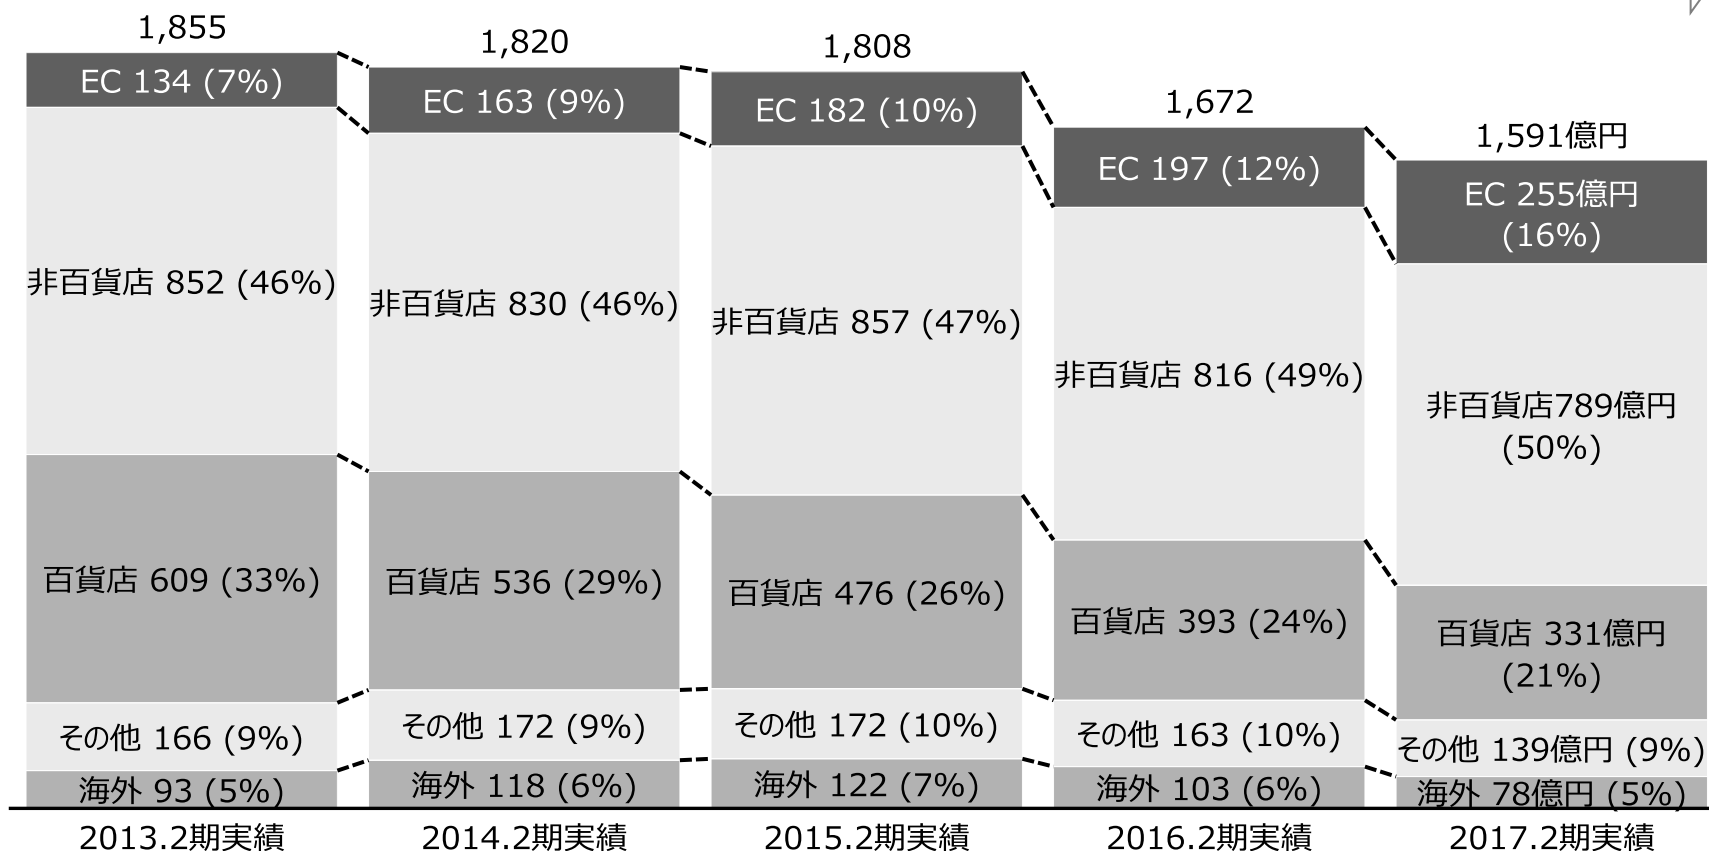 1,855
EC 134 (7%)
非百貨店 852 (46%)
百貨店 609 (33%)
その他 166 (9%)
海外 93 (5%)
2013.2期実績
1,820
EC 163 (9%)
非百貨店 830 (46%)
百貨店 536 (29%)
その他 172 (9%)
海外 118 (6%)
2014.2期実績
1,808
EC 182 (10%)
非百貨店 857 (47%)
百貨店 476 (26%)
その他 172 (10%)
海外 122 (7%)
2015.2期実績
1,672
EC 197 (12%)
非百貨店 816 (49%)
百貨店 393 (24%)
その他 163 (10%)
海外 103 (6%)
2016.2期実績
1,591億円
EC 255億円
(16%)
非百貨店789億円
(50%)
百貨店 331億円
(21%)
その他 139億円 (9%)
海外 78億円 (5%)
2017.2期実績